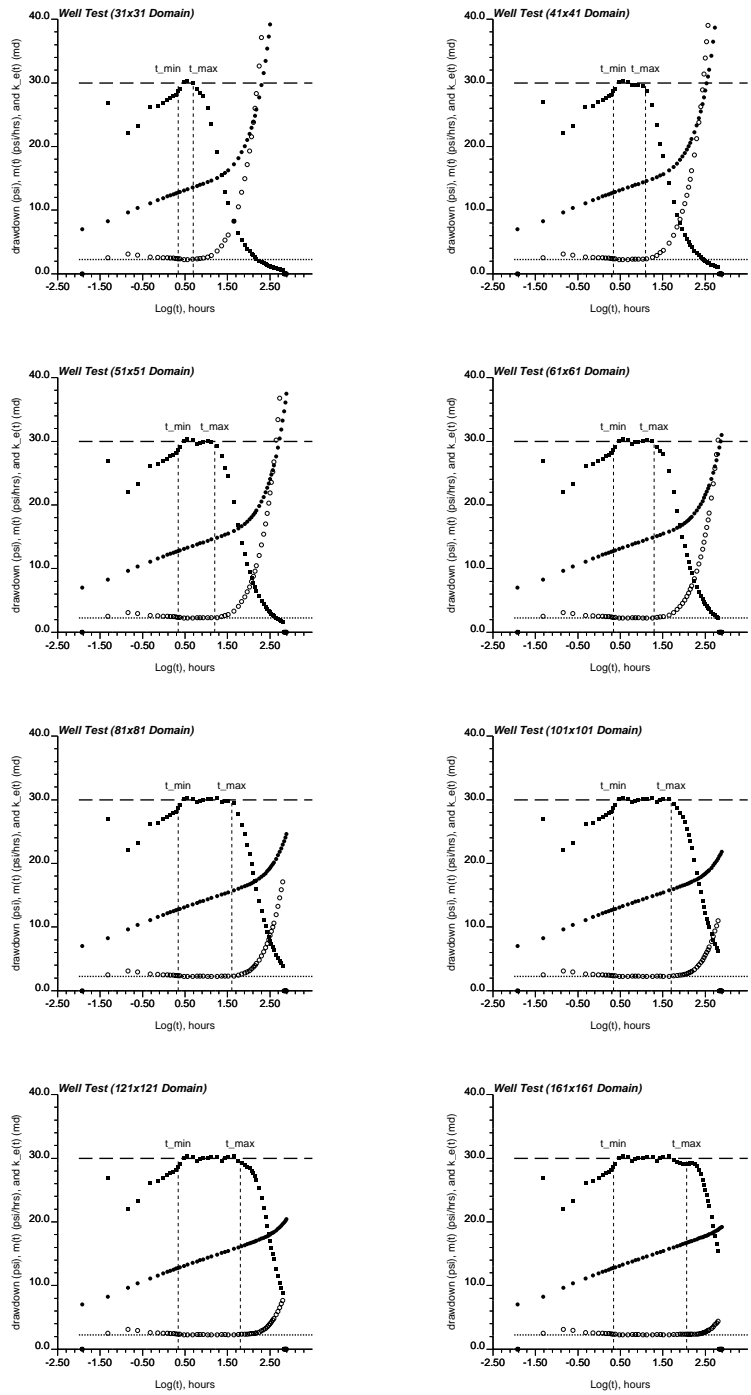 Well Test (31x31 Domain)
drawdown (psi), m(t) (psi/hrs), and k_e(t) (md)
40.0
30.0
20.0
10.0
0.0
t_min
t_max
-2.50 -1.50 -0.50 0.50 1.50 2.50
Log(t), hours
Well Test (41x41 Domain)
drawdown (psi), m(t) (psi/hrs), and k_e(t) (md)
40.0
30.0
20.0
10.0
0.0
t_min
t_max
-2.50 -1.50 -0.50 0.50 1.50 2.50
Log(t), hours
Well Test (51x51 Domain)
drawdown (psi), m(t) (psi/hrs), and k_e(t) (md)
40.0
30.0
20.0
10.0
0.0
t_min
t_max
-2.50 -1.50 -0.50 0.50 1.50 2.50
Log(t), hours
Well Test (61x61 Domain)
drawdown (psi), m(t) (psi/hrs), and k_e(t) (md)
40.0
30.0
20.0
10.0
0.0
t_min
t_max
-2.50 -1.50 -0.50 0.50 1.50 2.50
Log(t), hours
Well Test (81x81 Domain)
drawdown (psi), m(t) (psi/hrs), and k_e(t) (md)
40.0
30.0
20.0
10.0
0.0
t_min
t_max
-2.50 -1.50 -0.50 0.50 1.50 2.50
Log(t), hours
Well Test (101x101 Domain)
drawdown (psi), m(t) (psi/hrs), and k_e(t) (md)
40.0
30.0
20.0
10.0
0.0
t_min
t_max
-2.50 -1.50 -0.50 0.50 1.50 2.50
Log(t), hours
Well Test (121x121 Domain)
drawdown (psi), m(t) (psi/hrs), and k_e(t) (md)
40.0
30.0
20.0
10.0
0.0
t_min
t_max
-2.50 -1.50 -0.50 0.50 1.50 2.50
Log(t), hours
Well Test (161x161 Domain)
drawdown (psi), m(t) (psi/hrs), and k_e(t) (md)
40.0
30.0
20.0
10.0
0.0
t_min
t_max
-2.50 -1.50 -0.50 0.50 1.50 2.50
Log(t), hours